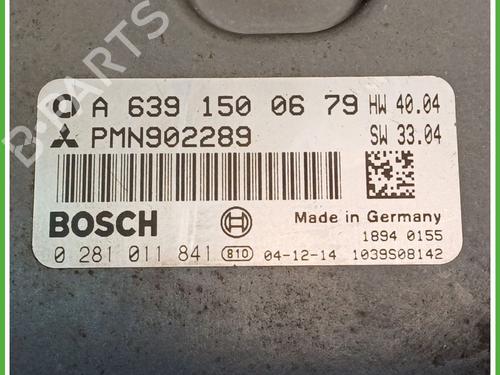 B-PARTS
A 639 150 06 79 HW 40.04
PMN902289 SW 33.04
BOSCH
Made in Germany
1894 0155
0 281 011 841 810 04-12-14 1039S08142